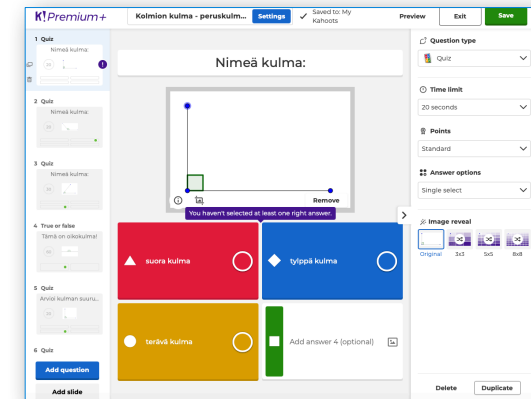 K!Premium+
Kolmion kulma - peruskulm...
Settings
Saved to: My
Kahoots
Preview
Exit
Save
1 Quiz
Nimeä kulma:
2 Quiz
Nimeä kulma:
3 Quiz
Nimeä kulma:
4 True or false
Tämä on sikokulma!
5 Quiz
Arvioi kulman suuru...
6 Quiz
Add question
Add slide
Nimeä kulma:
Remove
You haven't selected at least one right answer.
suora kulma
tylppä kulma
terävä kulma
Add answer 4 (optional)
Question type
Quiz
Time limit
20 seconds
Points
Standard
Answer options
Single select
Image reveal
Original
3x3
5x5
8x8
Delete
Duplicate